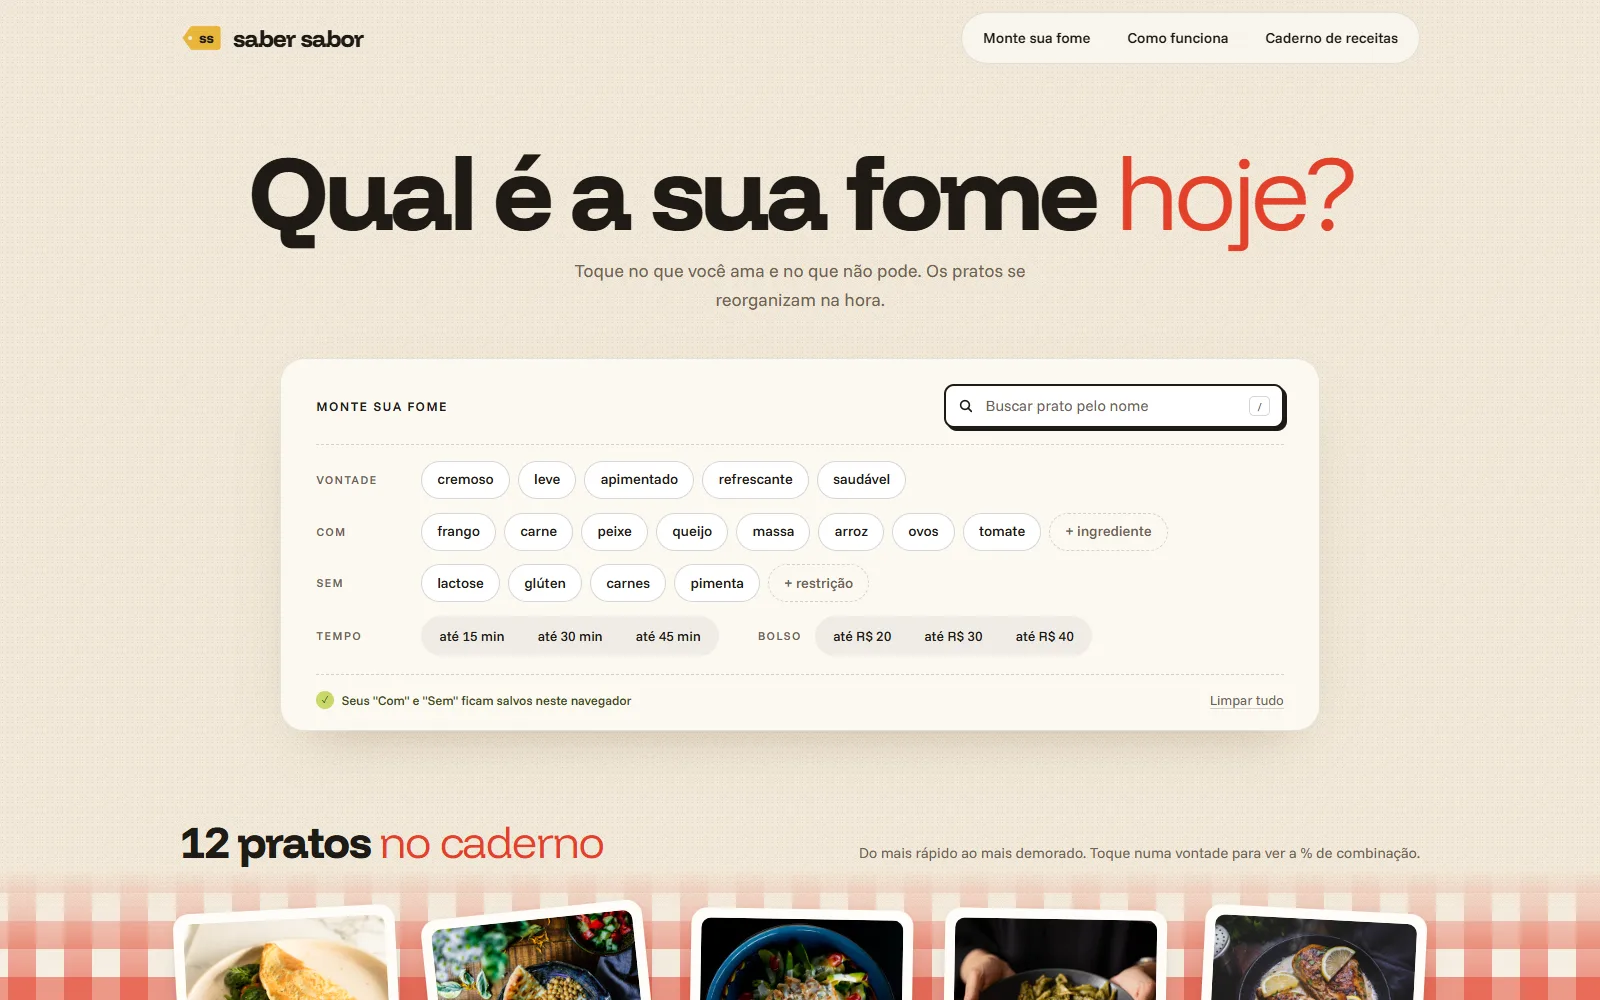 ss saber sabor
Monte sua fome Como funciona Caderno de receitas
Qual é a sua fome hoje?
Toque no que você ama e no que não pode. Os pratos se
reorganizam na hora.
MONTE SUA FOME
Buscar prato pelo nome /
VONTADE cremoso leve apimentado refrescante saudável
COM frango carne peixe queijo massa arroz ovos tomate + ingrediente
SEM lactose glúten carnes pimenta + restrição
TEMPO até 15 min até 30 min até 45 min BOLSO até R$ 20 até R$ 30 até R$ 40
✓ Seus "Com" e "Sem" ficam salvos neste navegador Limpar tudo
12 pratos no caderno
Do mais rápido ao mais demorado. Toque numa vontade para ver a % de combinação.